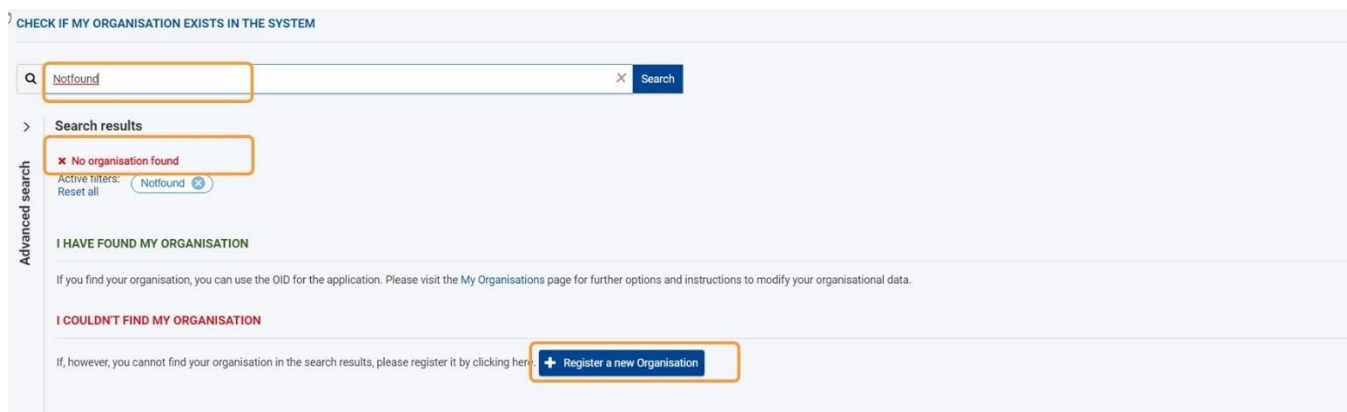 CHECK IF MY ORGANISATION EXISTS IN THE SYSTEM
Notfound
Search
Search results
No organisation found
Active filters:
Notfound
Reset all
Advanced search
I HAVE FOUND MY ORGANISATION
If you find your organisation, you can use the OID for the application. Please visit the My Organisations page for further options and instructions to modify your organisational data.
I COULDN'T FIND MY ORGANISATION
If, however, you cannot find your organisation in the search results, please register it by clicking here. Register a new Organisation